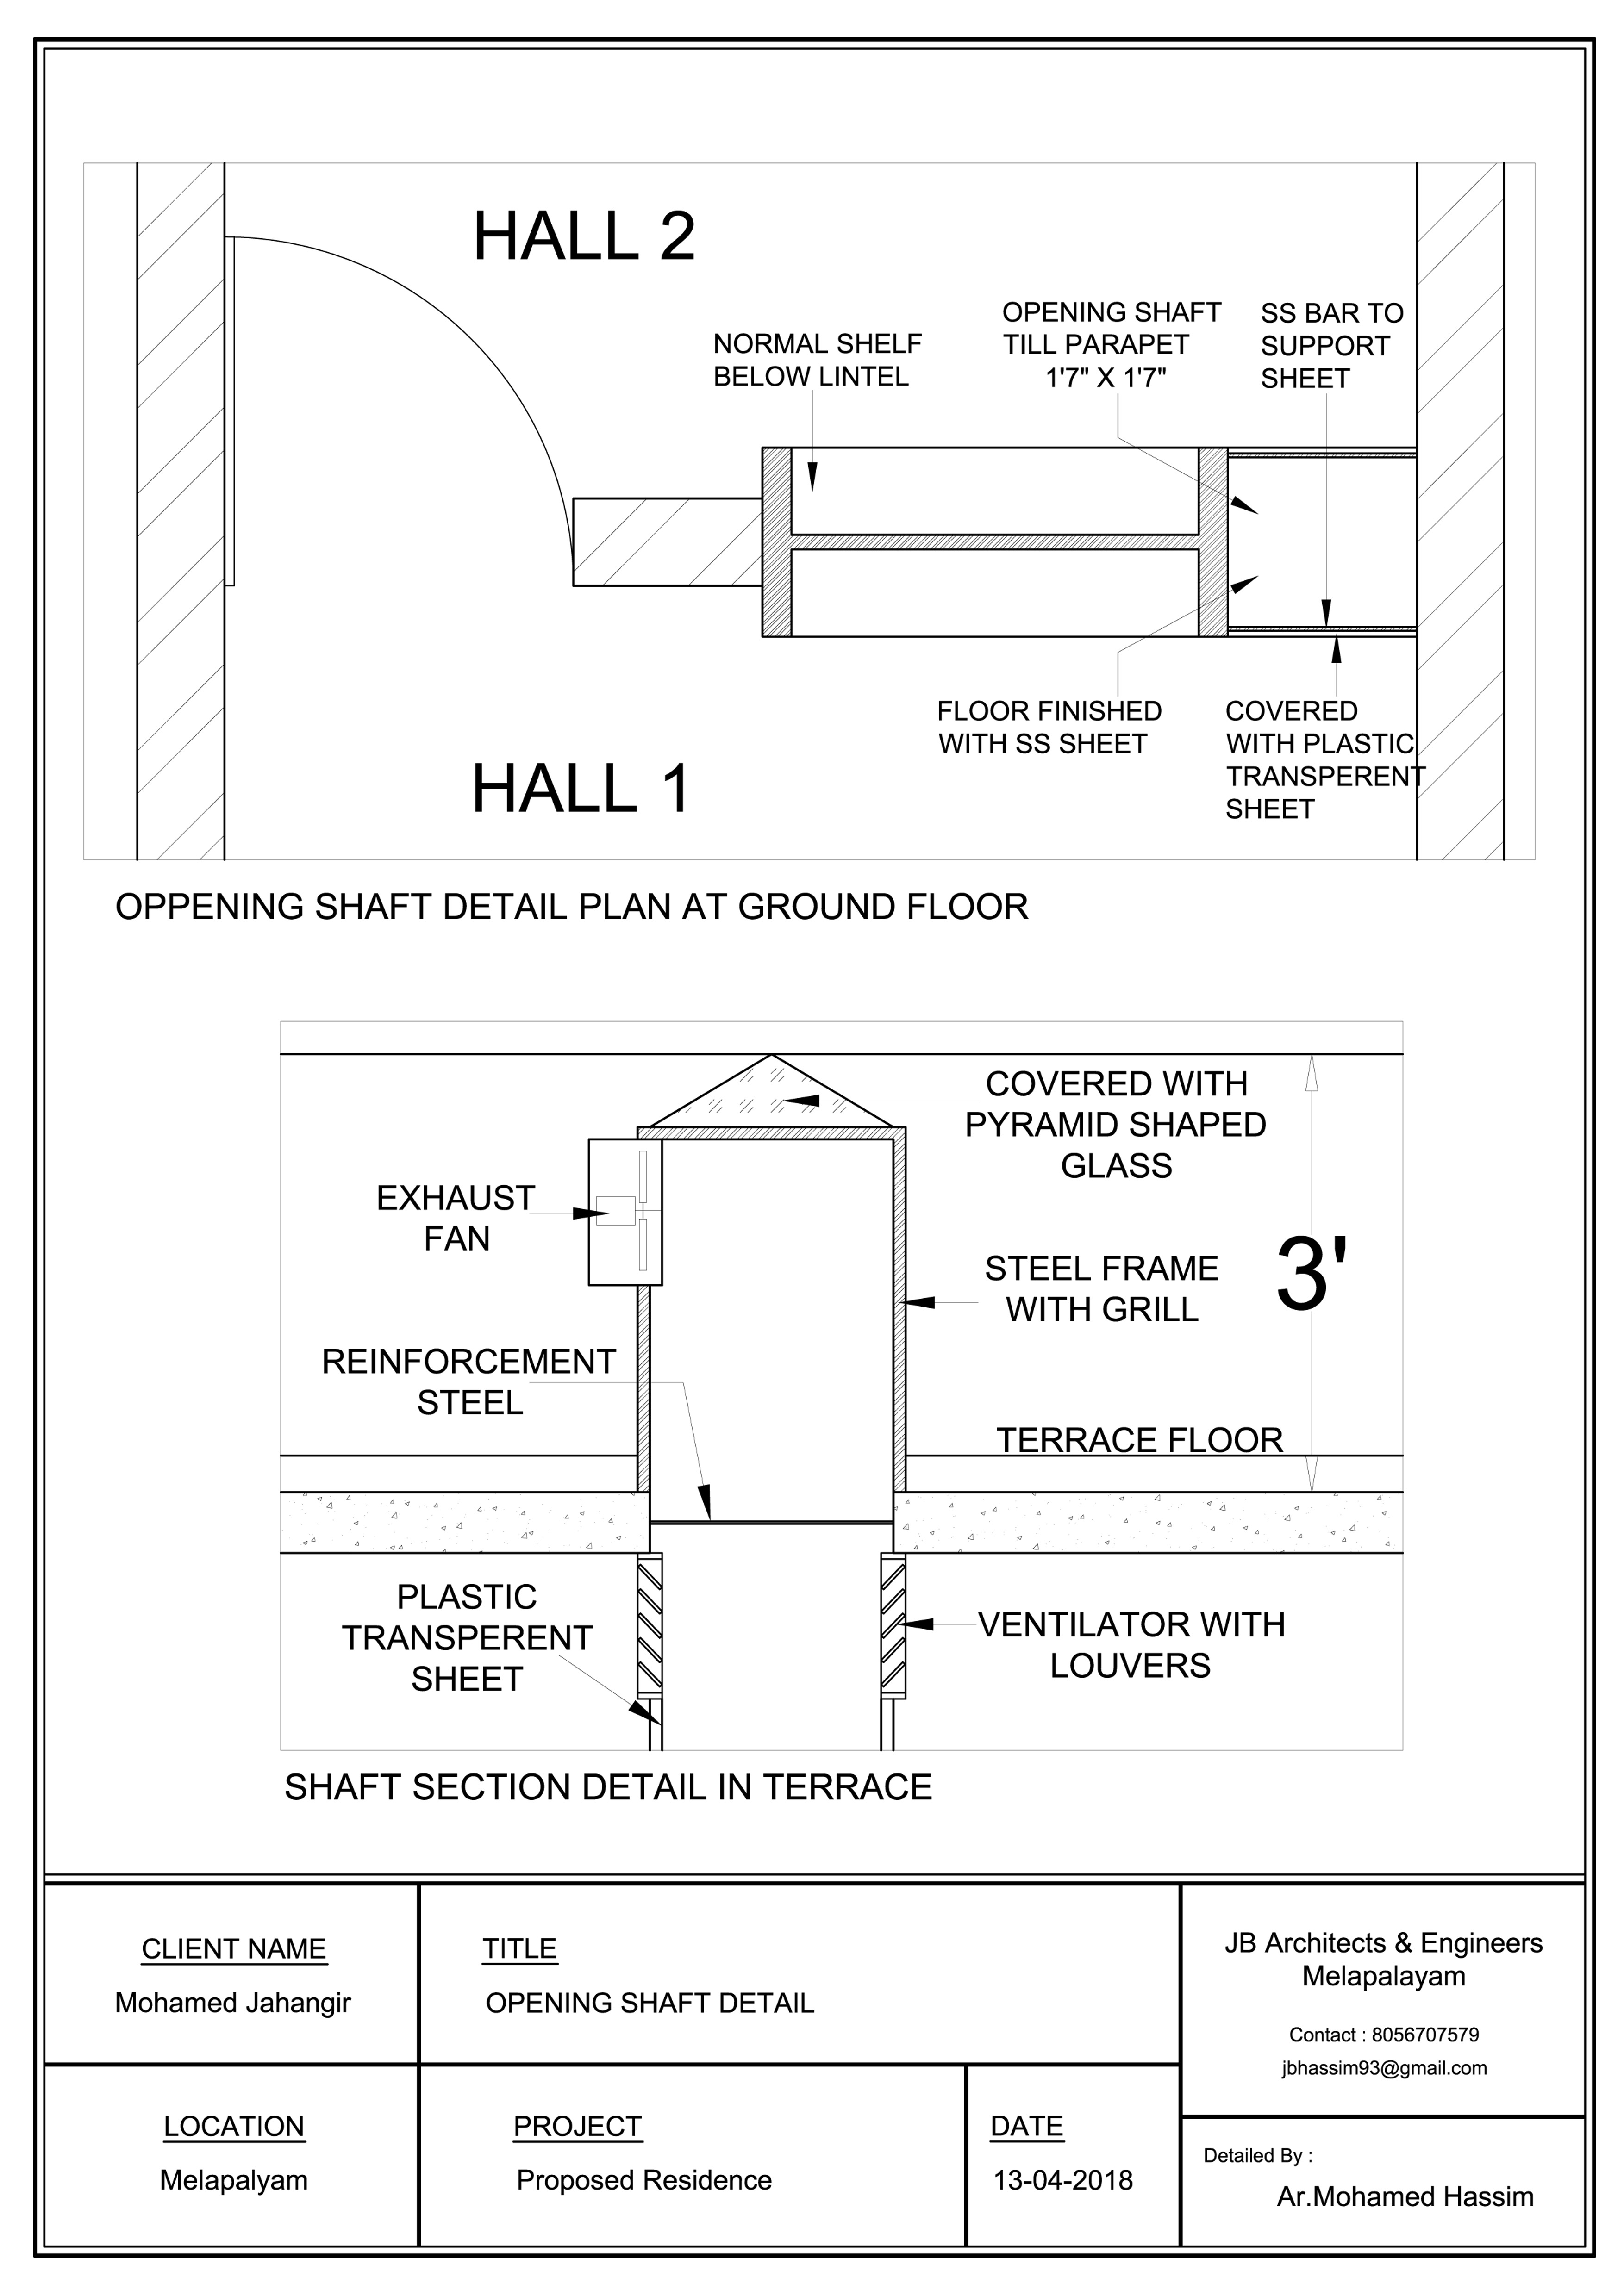 HALL 2
NORMAL SHELF
BELOW LINTEL
OPENING SHAFT
TILL PARAPET
1'7" X 1'7"
SS BAR TO
SUPPORT
SHEET
FLOOR FINISHED
WITH SS SHEET
COVERED
WITH PLASTIC
TRANSPERENT
SHEET
HALL 1
OPPENING SHAFT DETAIL PLAN AT GROUND FLOOR
COVERED WITH
PYRAMID SHAPED
GLASS
EXHAUST
FAN
STEEL FRAME
WITH GRILL
3'
REINFORCEMENT
STEEL
TERRACE FLOOR
PLASTIC
TRANSPERENT
SHEET
VENTILATOR WITH
LOUVERS
SHAFT SECTION DETAIL IN TERRACE
CLIENT NAME
Mohamed Jahangir
TITLE
OPENING SHAFT DETAIL
JB Architects & Engineers
Melapalayam
Contact : 8056707579
jbhassim93@gmail.com
LOCATION
Melapalyam
PROJECT
Proposed Residence
DATE
13-04-2018
Detailed By :
Ar.Mohamed Hassim